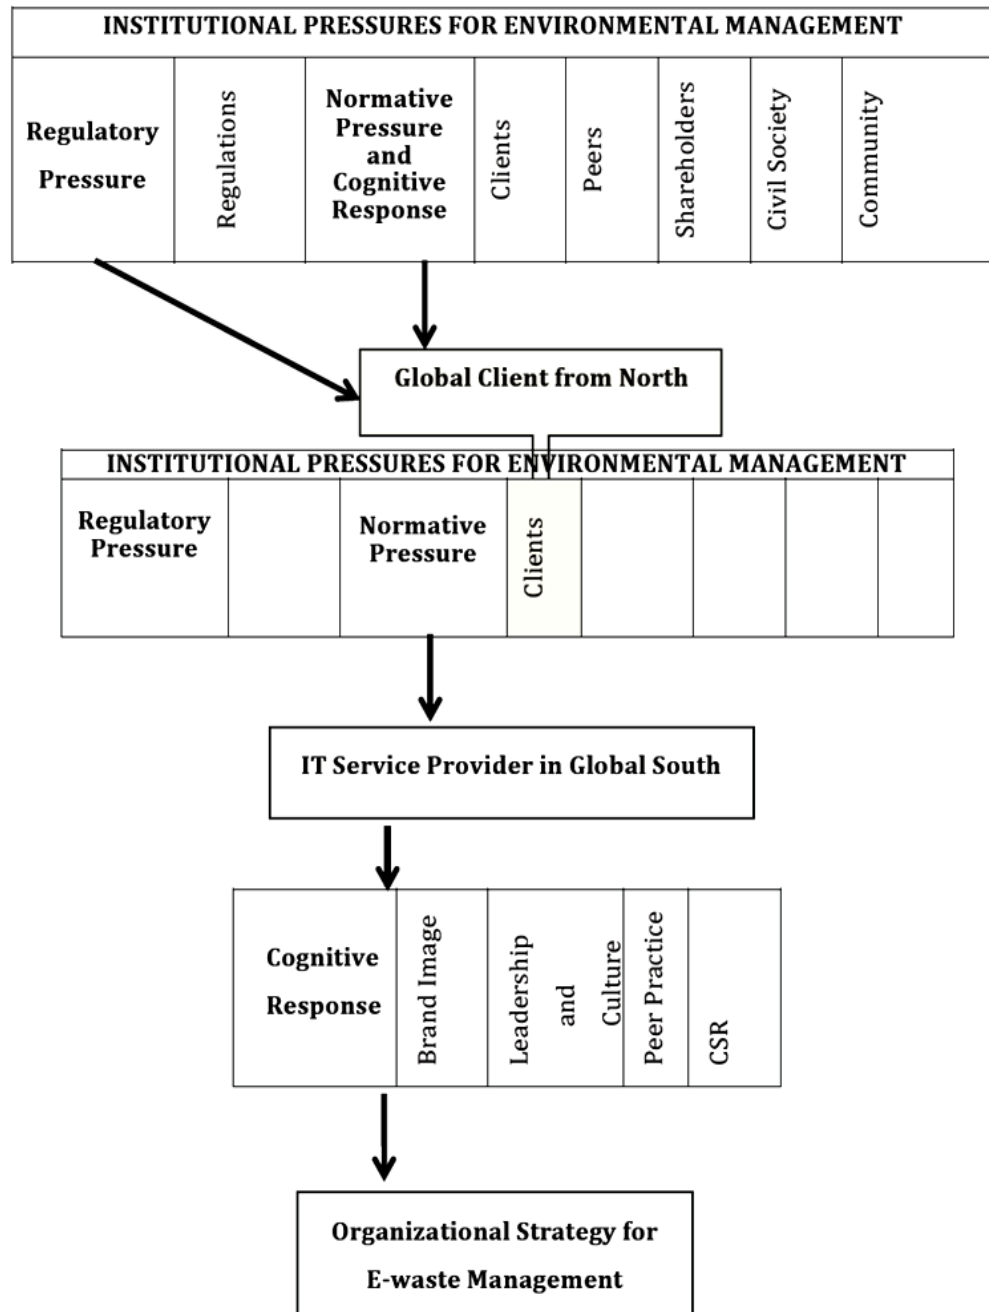 INSTITUTIONAL PRESSURES FOR ENVIRONMENTAL MANAGEMENT
Regulatory
Pressure
Regulations
Normative
Pressure
and
Cognitive
Response
Clients
Peers
Shareholders
Civil Society
Community
Global Client from North
INSTITUTIONAL PRESSURES FOR ENVIRONMENTAL MANAGEMENT
Regulatory
Pressure
Normative
Pressure
Clients
IT Service Provider in Global South
Cognitive
Response
Brand Image
Leadership
and
Culture
Peer Practice
CSR
Organizational Strategy for
E-waste Management